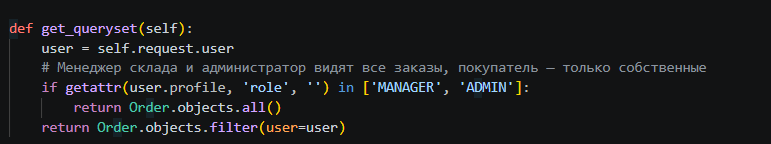 def get_queryset(self):
    user = self.request.user
    # Менеджер склада и администратор видят все заказы, покупатель — только собственные
    if getattr(user.profile, 'role', '') in ['MANAGER', 'ADMIN']:
        return Order.objects.all()
    return Order.objects.filter(user=user)